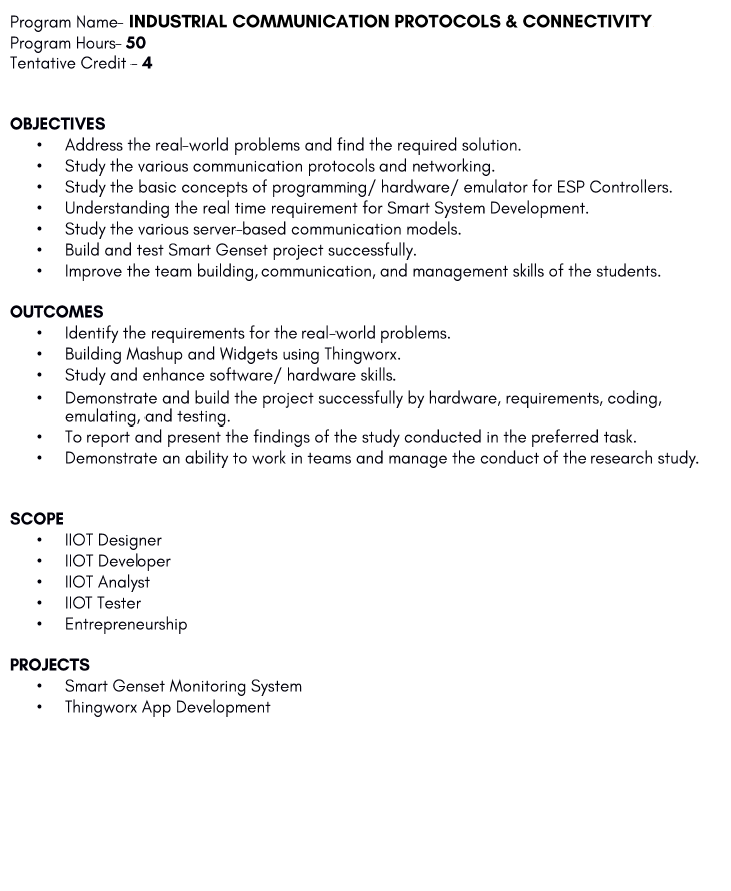 Program Name- INDUSTRIAL COMMUNICATION PROTOCOLS & CONNECTIVITY
Program Hours- 50
Tentative Credit - 4
OBJECTIVES
• Address the real-world problems and find the required solution.
• Study the various communication protocols and networking.
• Study the basic concepts of programming/ hardware/ emulator for ESP Controllers.
• Understanding the real time requirement for Smart System Development.
• Study the various server-based communication models.
• Build and test Smart Genset project successfully.
• Improve the team building, communication, and management skills of the students.
OUTCOMES
• Identify the requirements for the real-world problems.
• Building Mashup and Widgets using Thingworx.
• Study and enhance software/ hardware skills.
• Demonstrate and build the project successfully by hardware, requirements, coding,
emulating, and testing.
• To report and present the findings of the study conducted in the preferred task.
• Demonstrate an ability to work in teams and manage the conduct of the research study.
SCOPE
• IIOT Designer
• IIOT Developer
• IIOT Analyst
• IIOT Tester
• Entrepreneurship
PROJECTS
• Smart Genset Monitoring System
• Thingworx App Development